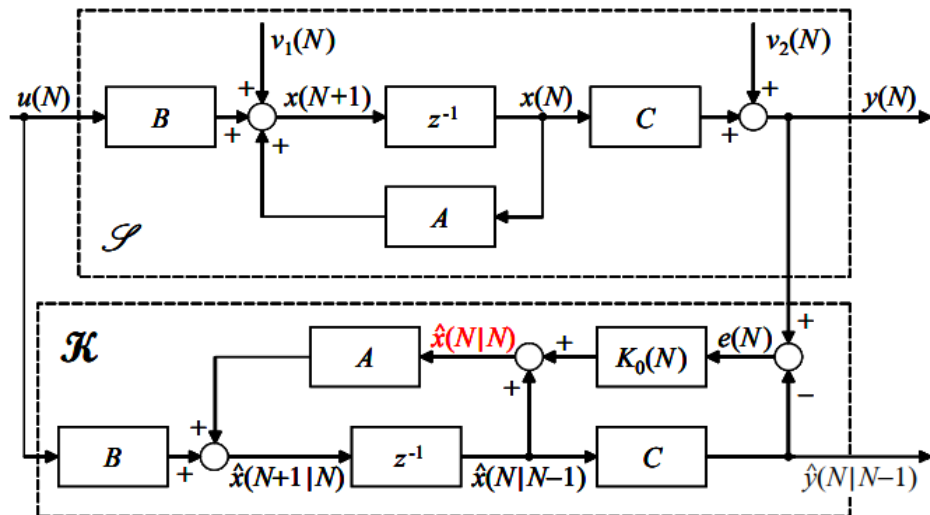 v₁(N) v₂(N)
u(N) B + + + x(N+1) z⁻¹ x(N) C + + y(N)
A
𝒮
𝒦 A x̂(N|N) + + K₀(N) e(N) + −
B + + x̂(N+1|N) z⁻¹ x̂(N|N−1) C ŷ(N|N−1)